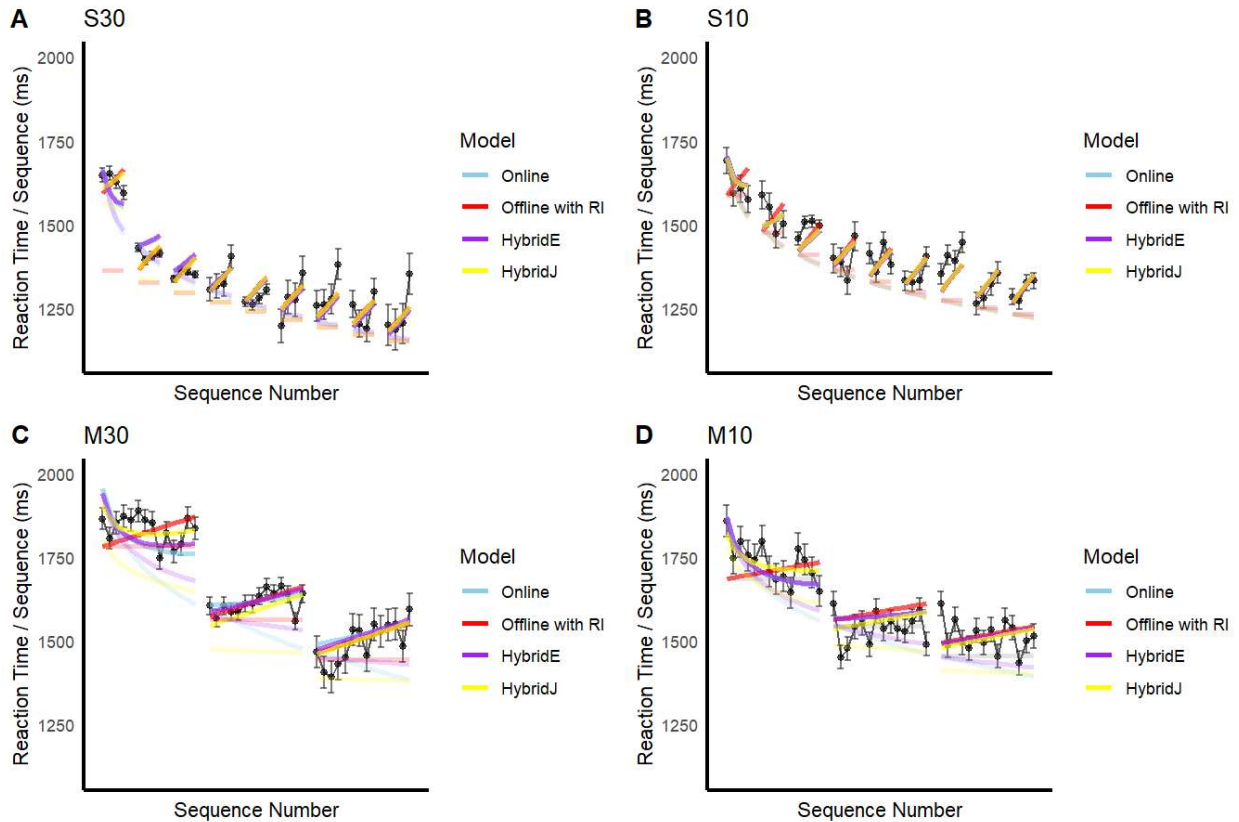 A S30
2000
1750
1500
1250
Reaction Time / Sequence (ms)
Sequence Number
Model
Online
Offline with RI
HybridE
HybridJ
B S10
2000
1750
1500
1250
Reaction Time / Sequence (ms)
Sequence Number
Model
Online
Offline with RI
HybridE
HybridJ
C M30
2000
1750
1500
1250
Reaction Time / Sequence (ms)
Sequence Number
Model
Online
Offline with RI
HybridE
HybridJ
D M10
2000
1750
1500
1250
Reaction Time / Sequence (ms)
Sequence Number
Model
Online
Offline with RI
HybridE
HybridJ